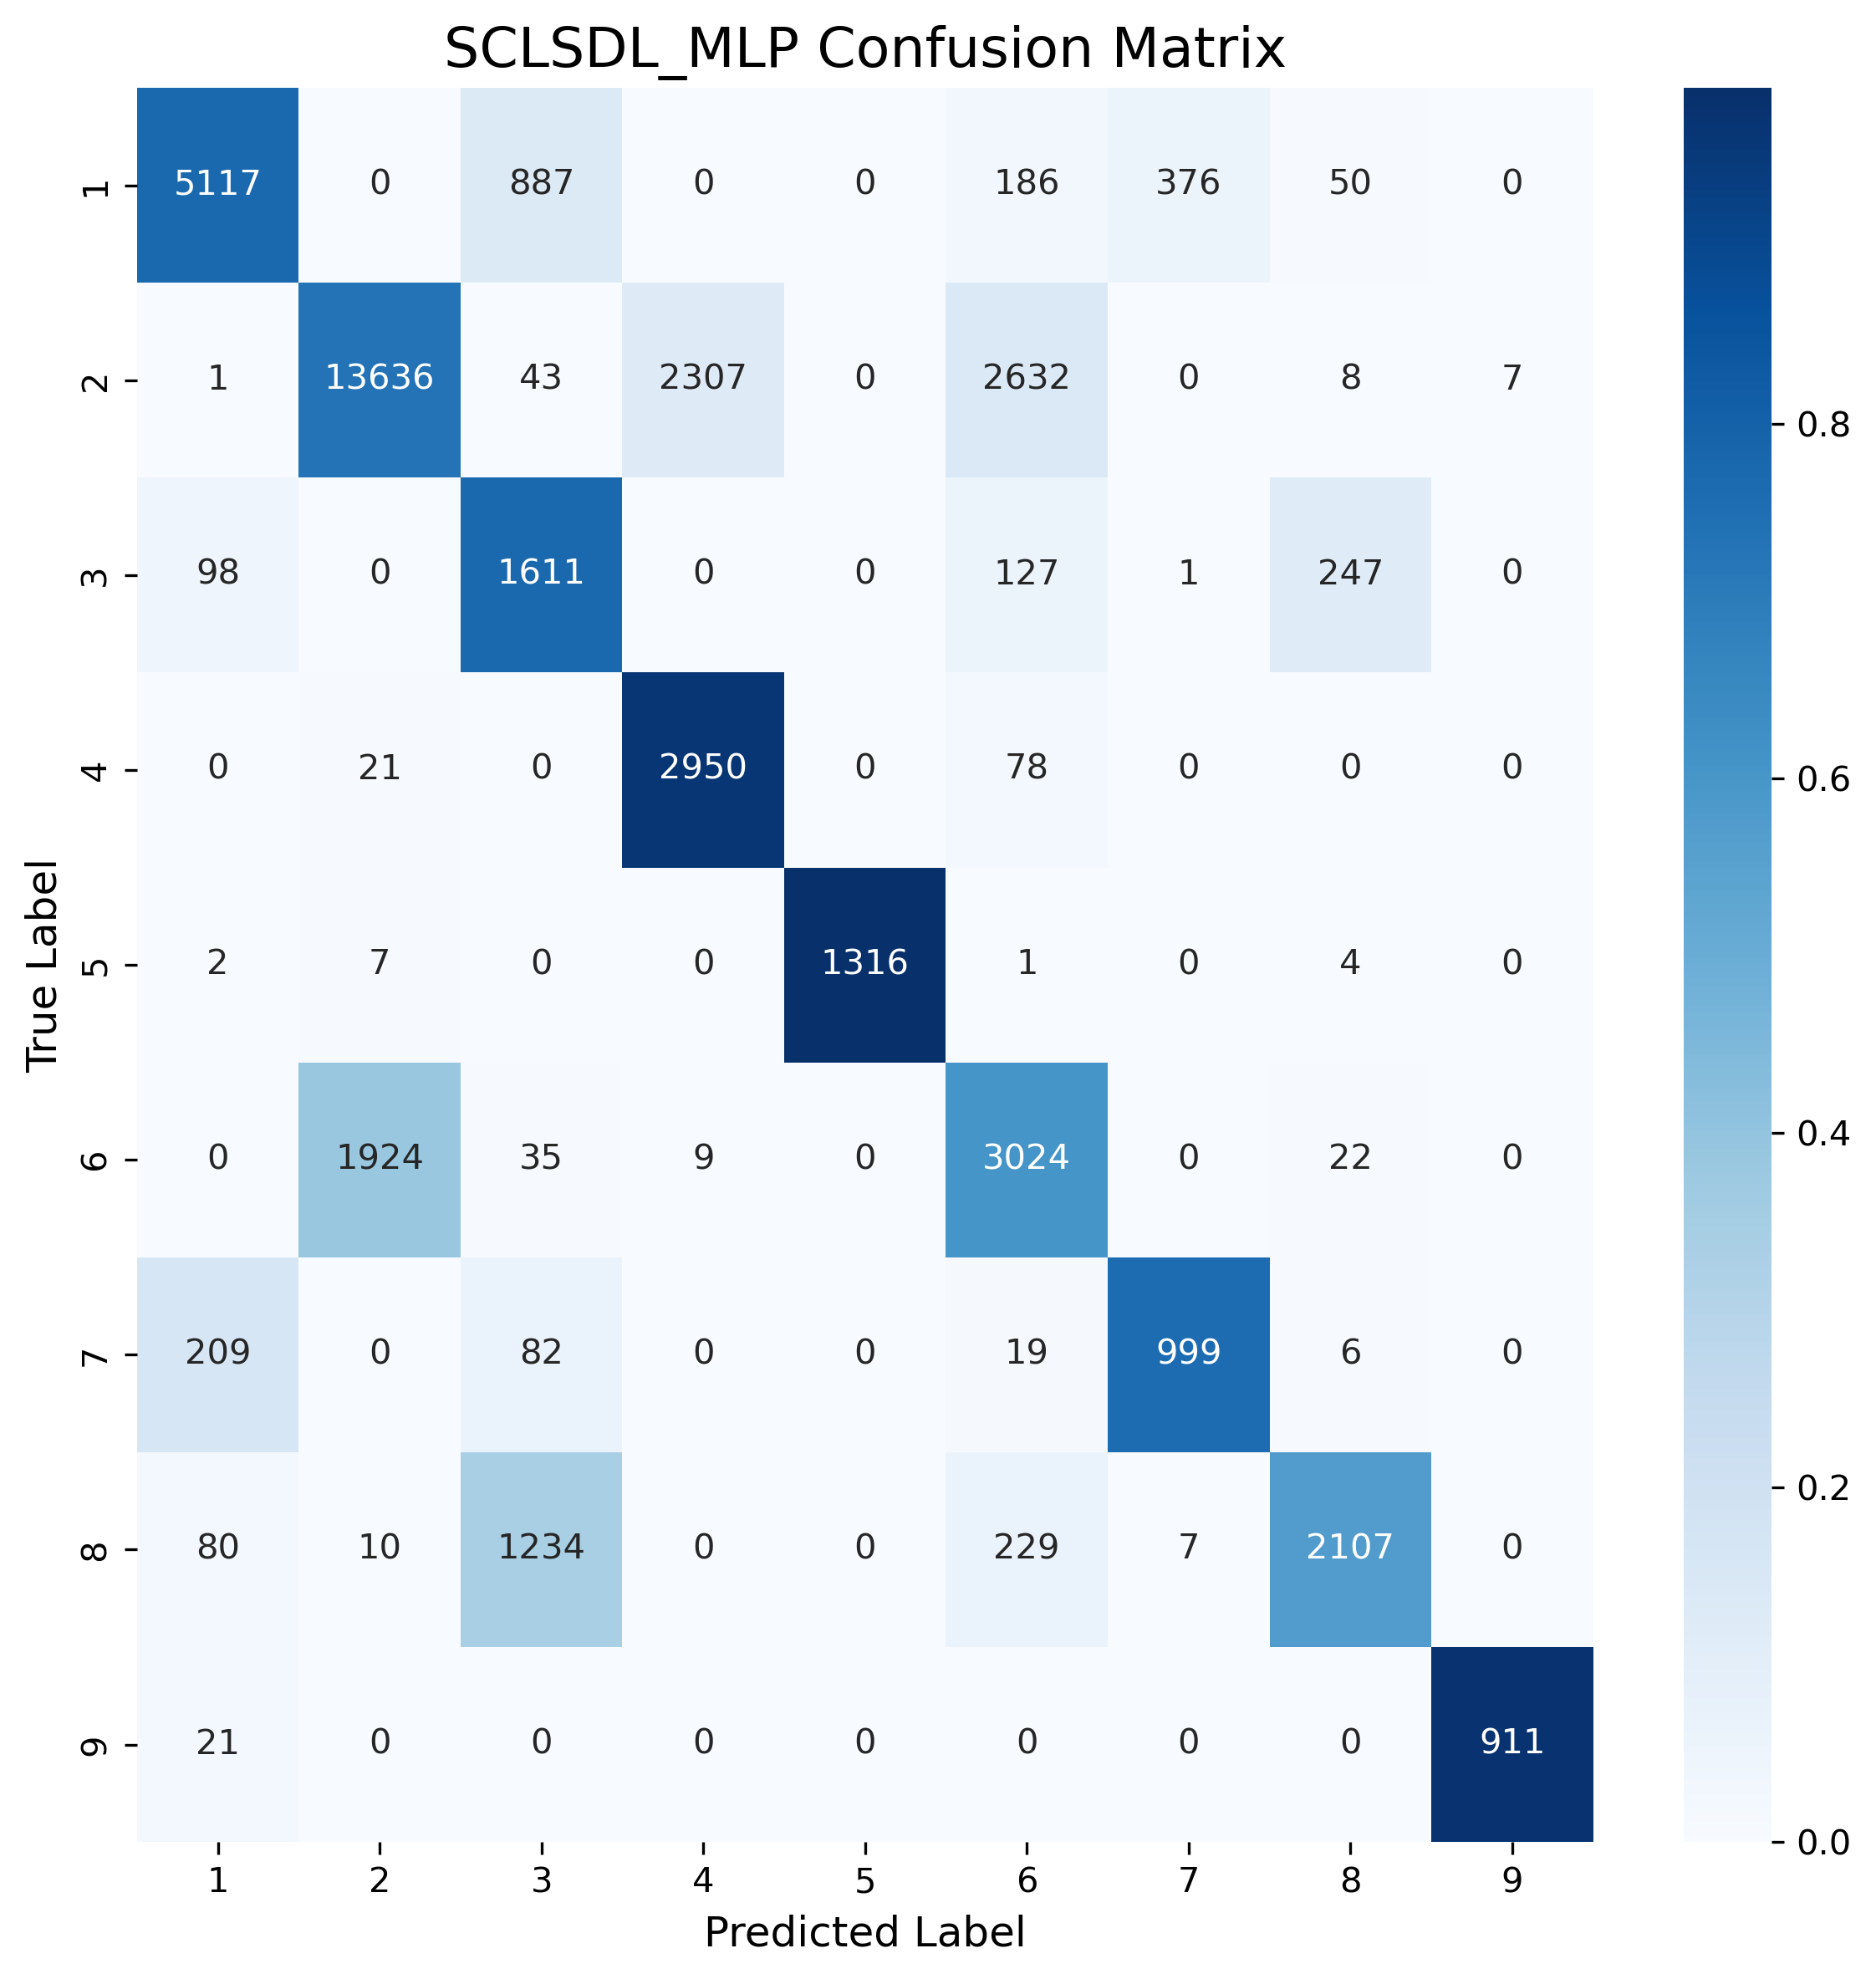 SCLSDL_MLP Confusion Matrix
1 5117 0 887 0 0 186 376 50 0
2 1 13636 43 2307 0 2632 0 8 7
0.8
3 98 0 1611 0 0 127 1 247 0
4 0 21 0 2950 0 78 0 0 0
0.6
5 2 7 0 0 1316 1 0 4 0
True Label
6 0 1924 35 9 0 3024 0 22 0
0.4
7 209 0 82 0 0 19 999 6 0
0.2
8 80 10 1234 0 0 229 7 2107 0
9 21 0 0 0 0 0 0 0 911
0.0
1 2 3 4 5 6 7 8 9
Predicted Label